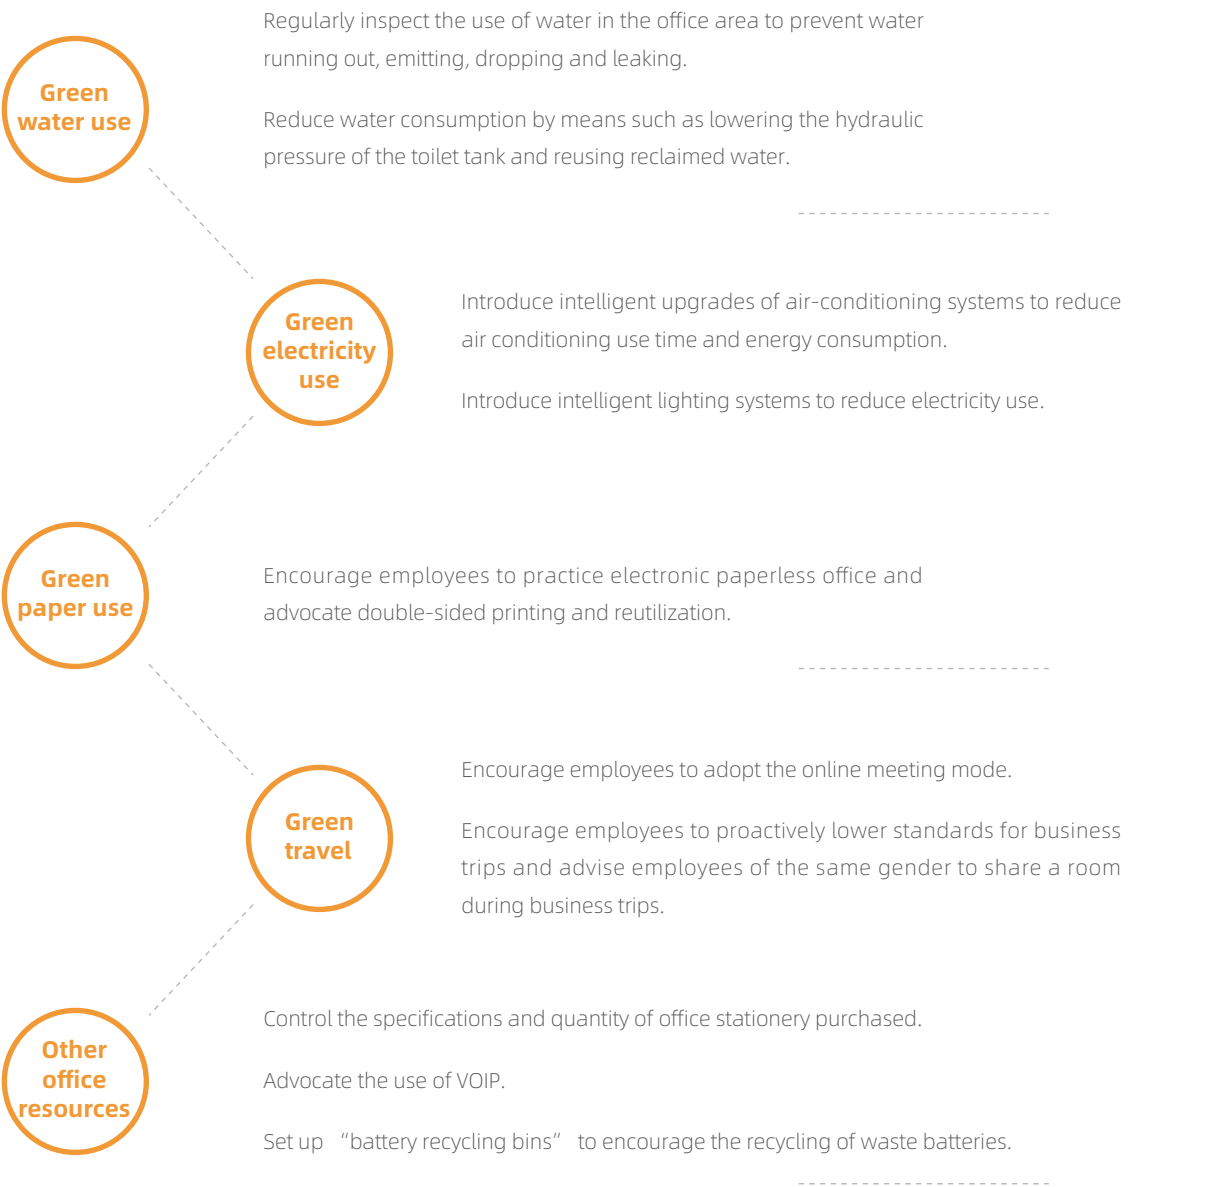 Regularly inspect the use of water in the office area to prevent water
running out, emitting, dropping and leaking.
Green
water use
Reduce water consumption by means such as lowering the hydraulic
pressure of the toilet tank and reusing reclaimed water.
Green
electricity
use
Introduce intelligent upgrades of air-conditioning systems to reduce
air conditioning use time and energy consumption.
Introduce intelligent lighting systems to reduce electricity use.
Green
paper use
Encourage employees to practice electronic paperless office and
advocate double-sided printing and reutilization.
Green
travel
Encourage employees to adopt the online meeting mode.
Encourage employees to proactively lower standards for business
trips and advise employees of the same gender to share a room
during business trips.
Other
office
resources
Control the specifications and quantity of office stationery purchased.
Advocate the use of VOIP.
Set up “battery recycling bins” to encourage the recycling of waste batteries.